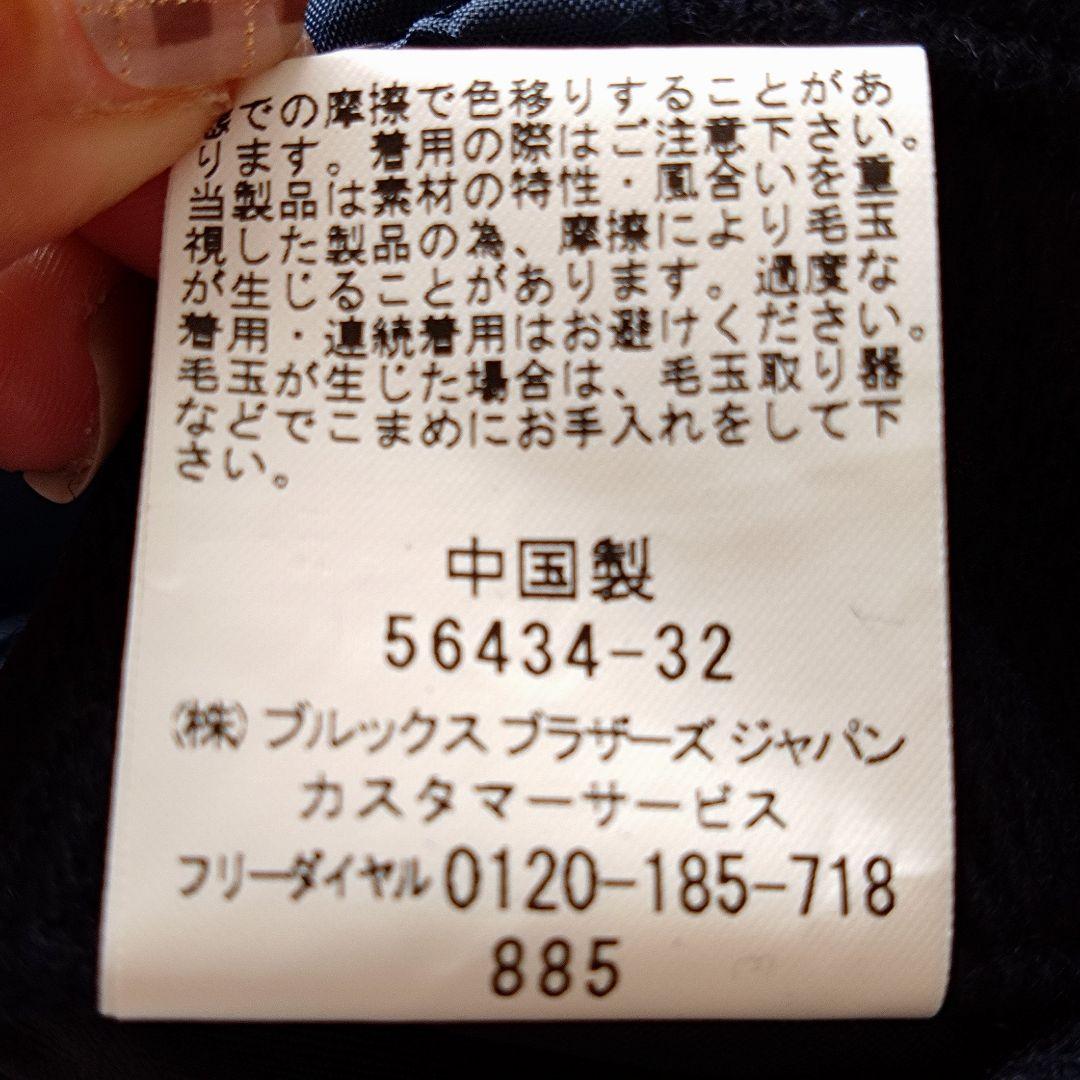 での摩擦で色移りすることがあ
ります。着用の際はご注意下さい。
当製品は素材の特性・風合いを重
視した製品の為、摩擦により毛玉
が生じることがあります。過度な
着用・連続着用はお避けください。
毛玉が生じた場合は、毛玉取り器
などでこまめにお手入れをして下
さい。
中国製
56434-32
(株) ブルックス ブラザーズ ジャパン
カスタマーサービス
フリーダイヤル 0120-185-718
885